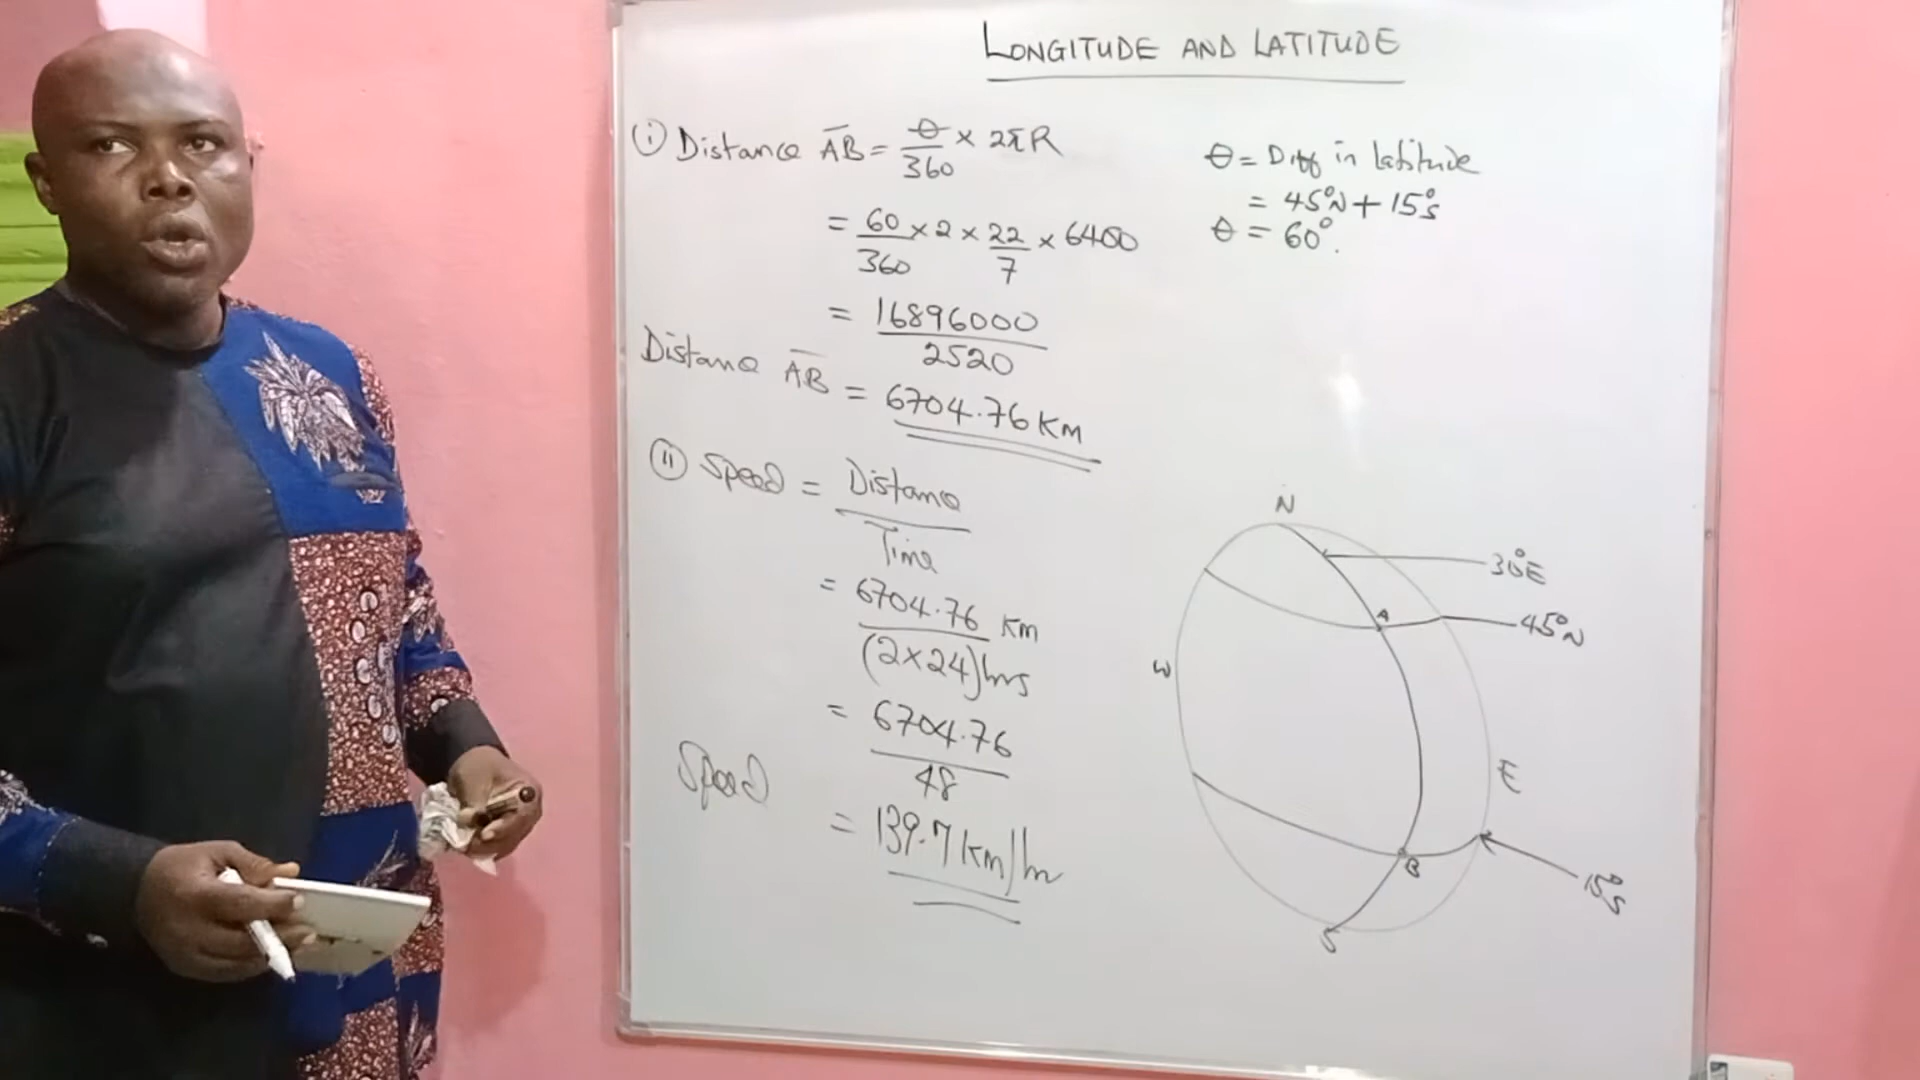 LONGITUDE AND LATITUDE
(i) Distance AB = θ/360 × 2πR
= 60/360 × 2 × 22/7 × 6400
= 16896000/2520
Distance AB = 6704.76 KM
(ii) Speed = Distance/Time
= 6704.76 KM/(2×24)hrs
= 6704.76/48
Speed = 139.7 Km/hr
θ = Diff in latitude
= 45°N + 15°S
θ = 60°.
N
30°E
A
45°N
W
E
B
15°S
S